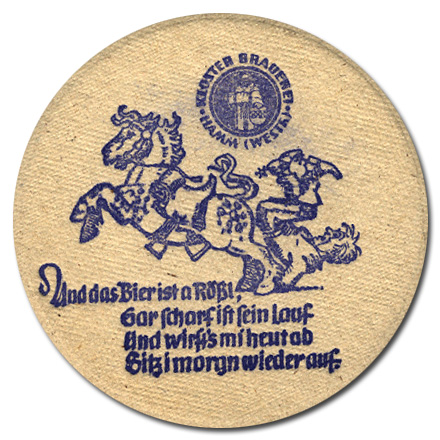 KLOSTER BRAUEREI
HAMM (WESTF.)
Und das Bier ist a Rößl,
Gar scharf ist sein Lauf
Und wirft's mi heut ab
Sitz i morgn wieder auf.